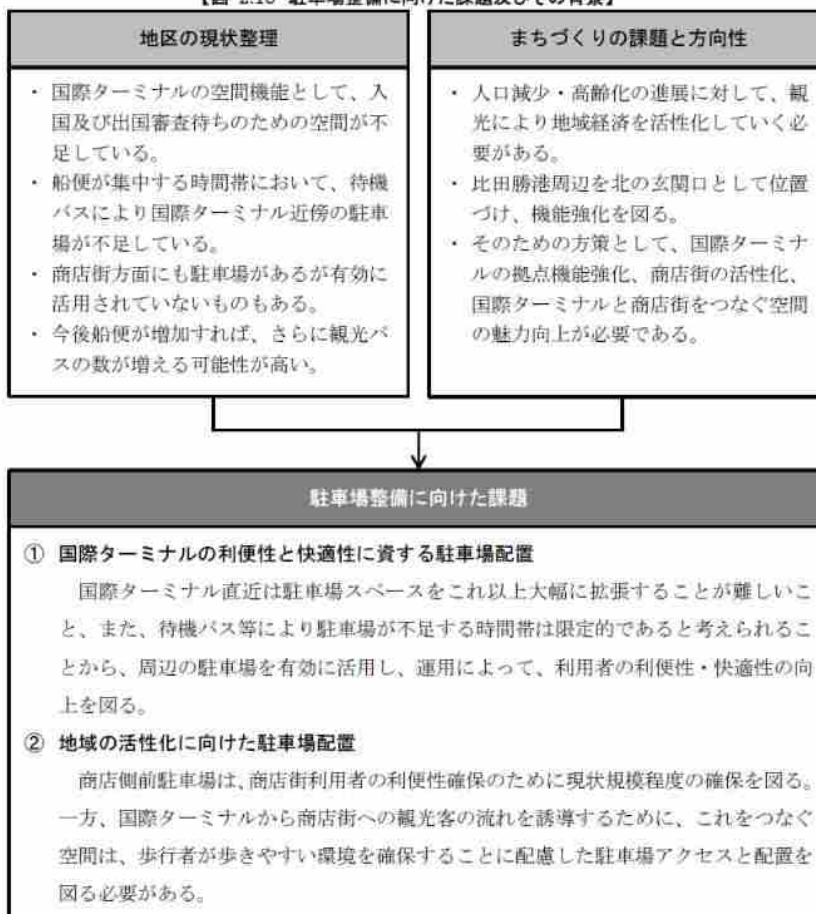 【図 2.18 駐車場整備に向けた課題及びその背景】
地区の現状整理
・ 国際ターミナルの空間機能として、入
国及び出国審査待ちのための空間が不
足している。
・ 船便が集中する時間帯において、待機
バスにより国際ターミナル近傍の駐車
場が不足している。
・ 商店街方面にも駐車場があるが有効に
活用されていないものもある。
・ 今後船便が増加すれば、さらに観光バ
スの数が増える可能性が高い。
まちづくりの課題と方向性
・ 人口減少・高齢化の進展に対して、観
光により地域経済を活性化していく必
要がある。
・ 比田勝港周辺を北の玄関口として位置
づけ、機能強化を図る。
・ そのための方策として、国際ターミナ
ルの拠点機能強化、商店街の活性化、
国際ターミナルと商店街をつなぐ空間
の魅力向上が必要である。
駐車場整備に向けた課題
① 国際ターミナルの利便性と快適性に資する駐車場配置
国際ターミナル直近は駐車場スペースをこれ以上大幅に拡張することが難しいこ
と、また、待機バス等により駐車場が不足する時間帯は限定的であると考えられるこ
とから、周辺の駐車場を有効に活用し、運用によって、利用者の利便性・快適性の向
上を図る。
② 地域の活性化に向けた駐車場配置
商店側前駐車場は、商店街利用者の利便性確保のために現状規模程度の確保を図る。
一方、国際ターミナルから商店街への観光客の流れを誘導するために、これをつなぐ
空間は、歩行者が歩きやすい環境を確保することに配慮した駐車場アクセスと配置を
図る必要がある。